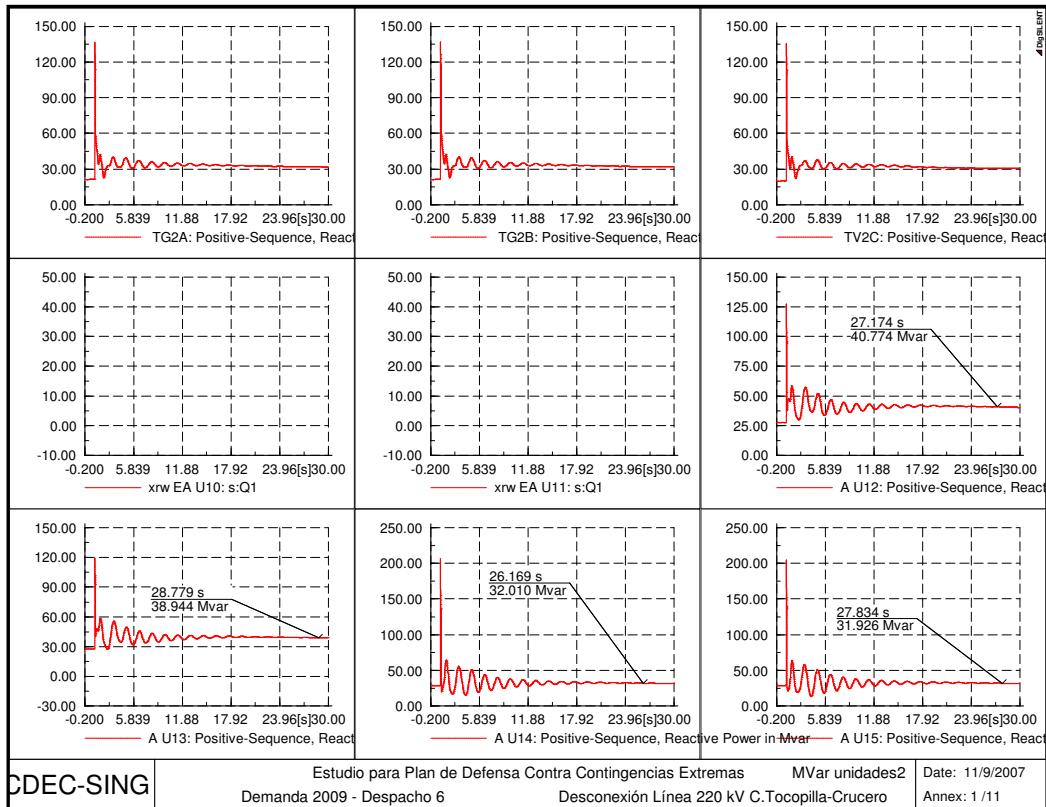 DIgSILENT
150.00
120.00
90.00
60.00
30.00
0.00
-0.200 5.839 11.88 17.92 23.96[s]30.00
TG2A: Positive-Sequence, React
150.00
120.00
90.00
60.00
30.00
0.00
-0.200 5.839 11.88 17.92 23.96[s]30.00
TG2B: Positive-Sequence, React
150.00
120.00
90.00
60.00
30.00
0.00
-0.200 5.839 11.88 17.92 23.96[s]30.00
TV2C: Positive-Sequence, React
50.00
40.00
30.00
0.00
0.00
-10.00
-0.200 5.839 11.88 17.92 23.96[s]30.00
xrw EA U10: s:Q1
50.00
40.00
30.00
0.00
0.00
-10.00
-0.200 5.839 11.88 17.92 23.96[s]30.00
xrw EA U11: s:Q1
150.00
125.00
100.00
75.00
50.00
25.00
0.00
27.174 s
40.774 Mvar
-0.200 5.839 11.88 17.92 23.96[s]30.00
A U12: Positive-Sequence, React
150.00
120.00
90.00
60.00
30.00
0.00
-30.00
28.779 s
38.944 Mvar
-0.200 5.839 11.88 17.92 23.96[s]30.00
A U13: Positive-Sequence, React
250.00
200.00
150.00
100.00
50.00
0.00
26.169 s
32.010 Mvar
-0.200 5.839 11.88 17.92 23.96[s]30.00
A U14: Positive-Sequence, Reactive Power in Mvar
250.00
200.00
150.00
100.00
50.00
0.00
27.834 s
31.926 Mvar
-0.200 5.839 11.88 17.92 23.96[s]30.00
A U15: Positive-Sequence, React
CDEC-SING
Estudio para Plan de Defensa Contra Contingencias Extremas MVar unidades2
Demanda 2009 - Despacho 6 Desconexión Línea 220 kV C.Tocopilla-Crucero
Date: 11/9/2007
Annex: 1 /11